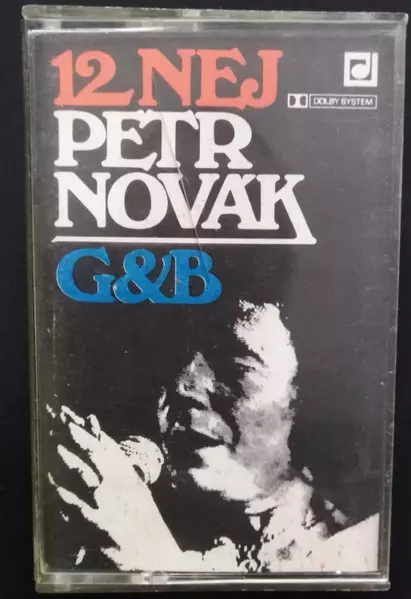 12 NEJ
DOLBY SYSTEM
PETR
NOVÁK
G&B